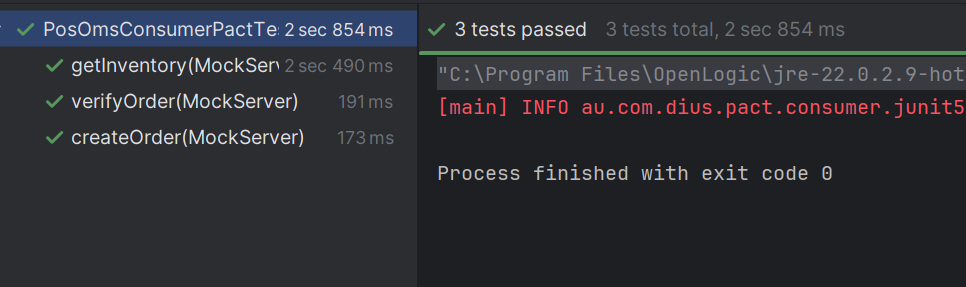 PosOmsConsumerPactTe 2 sec 854 ms
getInventory(MockSer 2 sec 490 ms
verifyOrder(MockServer) 191 ms
createOrder(MockServer) 173 ms
3 tests passed 3 tests total, 2 sec 854 ms
"C:\Program Files\OpenLogic\jre-22.0.2.9-hot
[main] INFO au.com.dius.pact.consumer.junit5
Process finished with exit code 0